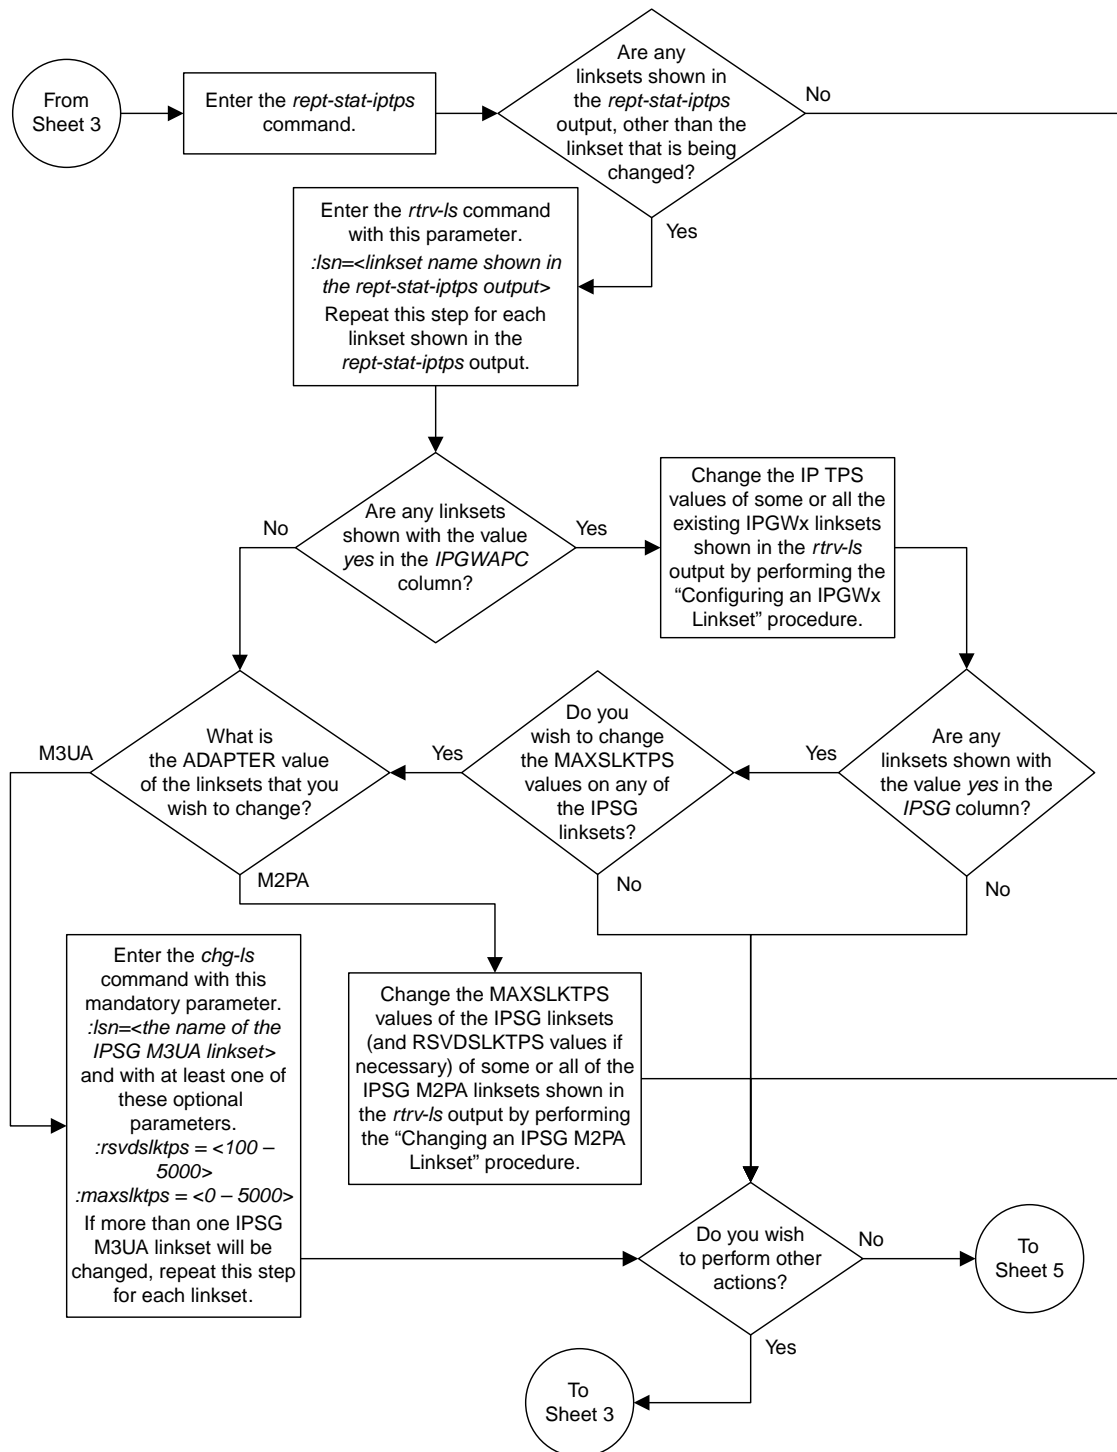 From
Sheet 3
Enter the rept-stat-iptps
command.
Are any
linksets shown in
the rept-stat-iptps
output, other than the
linkset that is being
changed?
No
Yes
Enter the rtrv-ls command
with this parameter.
:lsn=<linkset name shown in
the rept-stat-iptps output>
Repeat this step for each
linkset shown in the
rept-stat-iptps output.
Are any linksets
shown with the value
yes in the IPGWAPC
column?
No
Yes
Change the IP TPS
values of some or all the
existing IPGWx linksets
shown in the rtrv-ls
output by performing the
“Configuring an IPGWx
Linkset” procedure.
What is
the ADAPTER value
of the linksets that you
wish to change?
M3UA
M2PA
Do you
wish to change
the MAXSLKTPS
values on any of
the IPSG
linksets?
Yes
No
Are any
linksets shown with
the value yes in the
IPSG column?
Yes
No
Enter the chg-ls
command with this
mandatory parameter.
:lsn=<the name of the
IPSG M3UA linkset>
and with at least one of
these optional
parameters.
:rsvdslktps = <100 –
5000>
:maxslktps = <0 – 5000>
If more than one IPSG
M3UA linkset will be
changed, repeat this step
for each linkset.
Change the MAXSLKTPS
values of the IPSG linksets
(and RSVDSLKTPS values if
necessary) of some or all of the
IPSG M2PA linksets shown in
the rtrv-ls output by performing
the “Changing an IPSG M2PA
Linkset” procedure.
Do you wish
to perform other
actions?
No
Yes
To
Sheet 5
To
Sheet 3